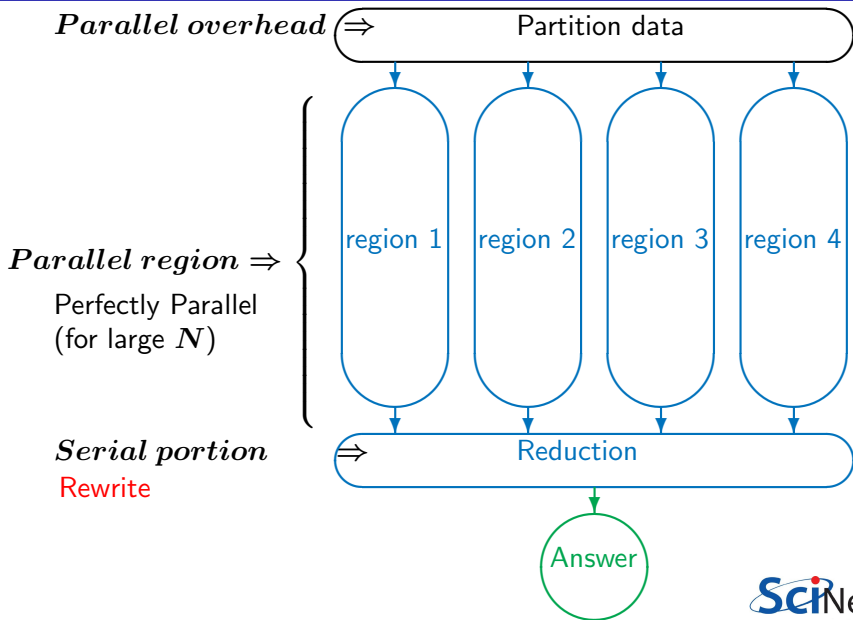 Parallel overhead ⇒ Partition data
region 1 region 2 region 3 region 4
Parallel region ⇒
Perfectly Parallel
(for large N)
Serial portion ⇒ Reduction
Rewrite
Answer
SciNe